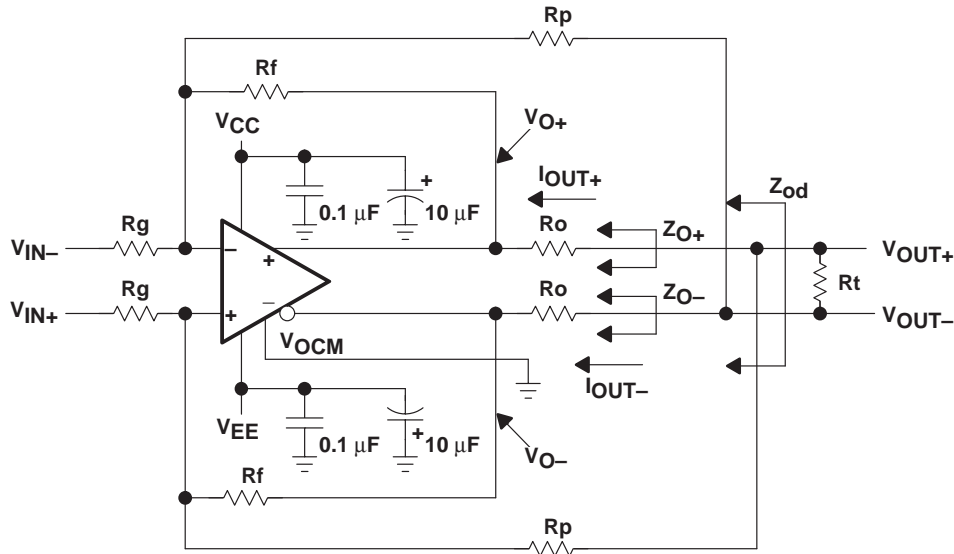 Rp
Rf
VCC
VO+
+
IOUT+
0.1 μF
10 μF
Zod
Rg
Ro
ZO+
VIN–
–
+
VOUT+
Rg
Ro
ZO–
Rt
VIN+
+
–
VOUT–
VOCM
IOUT–
VEE
0.1 μF
+
10 μF
VO–
Rf
Rp